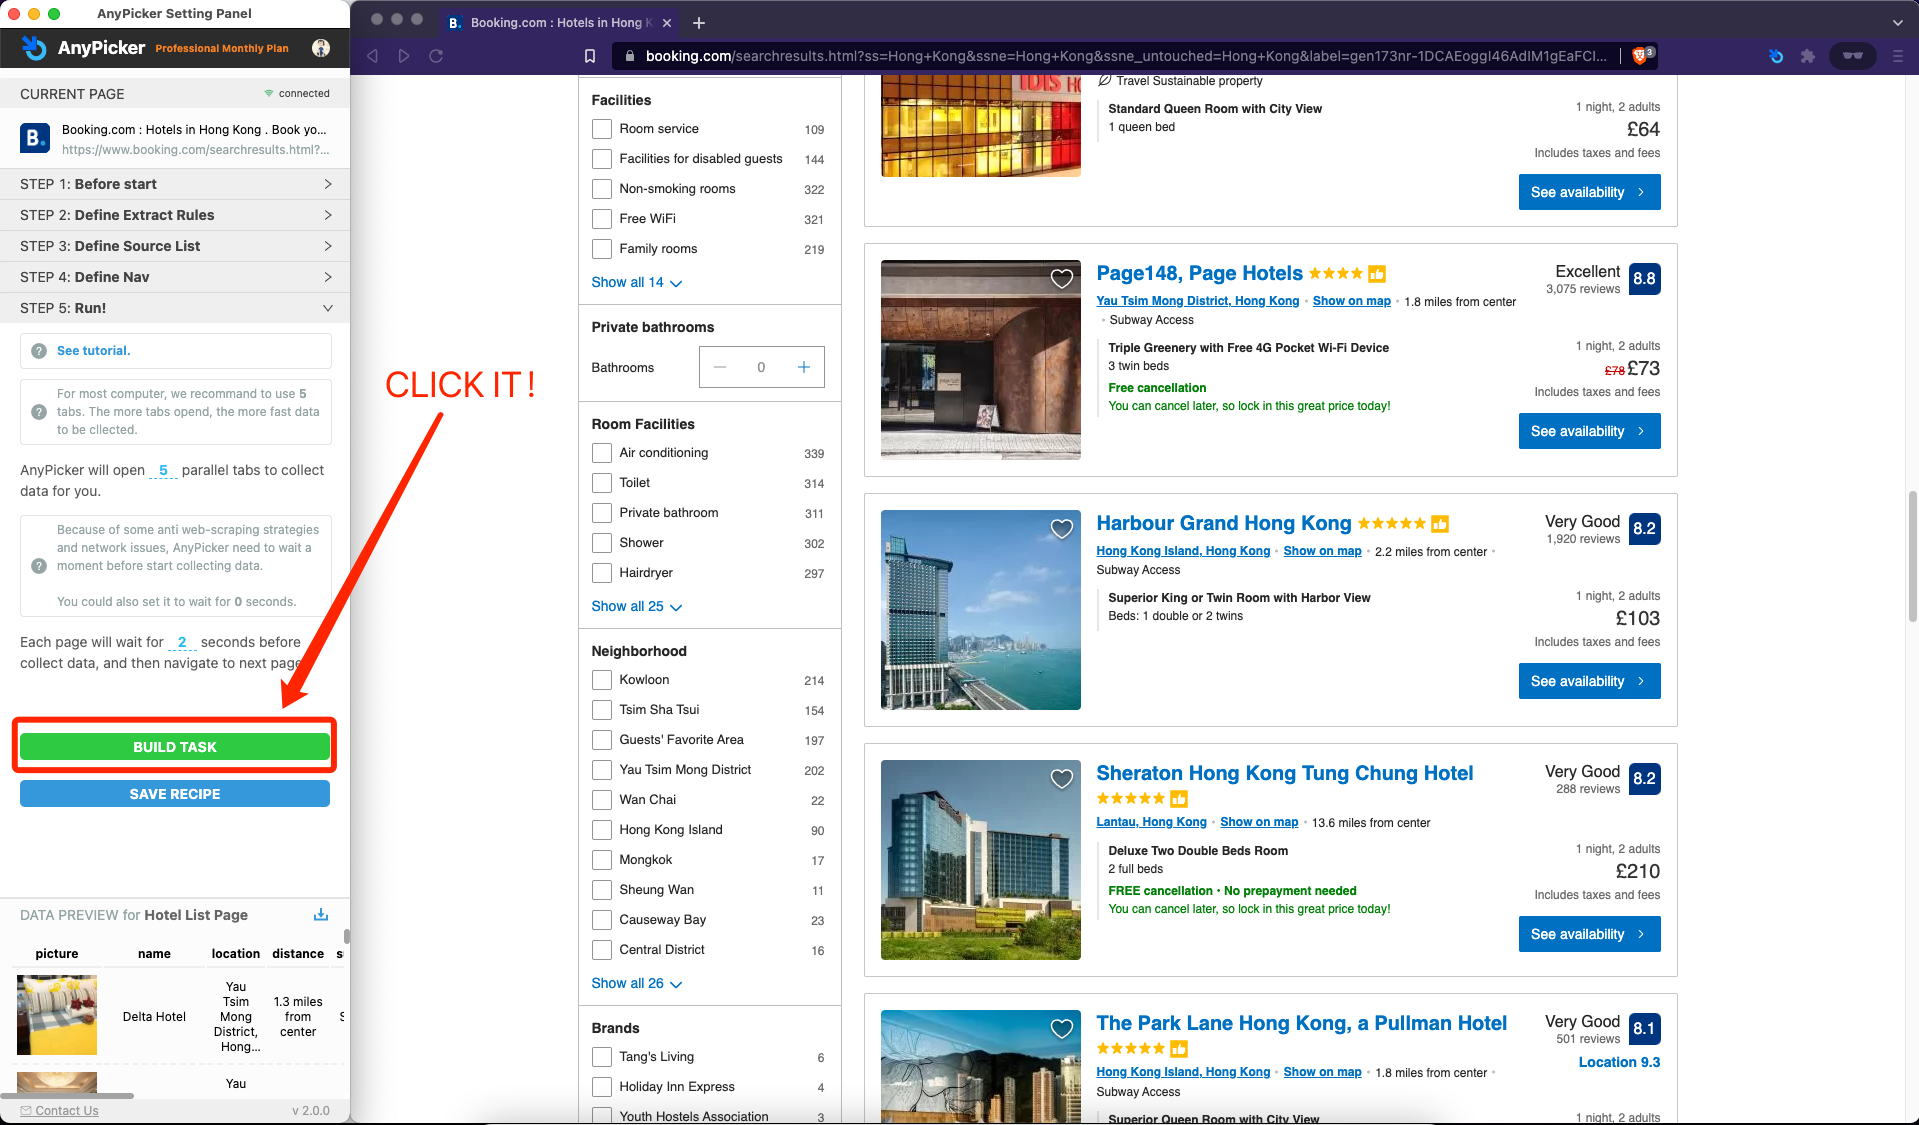 AnyPicker Setting Panel
AnyPicker Professional Monthly Plan
CURRENT PAGE
connected
B.
Booking.com : Hotels in Hong Kong . Book yo...
https://www.booking.com/searchresults.html?...
STEP 1: Before start
STEP 2: Define Extract Rules
STEP 3: Define Source List
STEP 4: Define Nav
STEP 5: Run!
See tutorial.
For most computer, we recommand to use 5
tabs. The more tabs opend, the more fast data
to be cllected.
AnyPicker will open 5 parallel tabs to collect
data for you.
Because of some anti web-scraping strategies
and network issues, AnyPicker need to wait a
moment before start collecting data.
You could also set it to wait for 0 seconds.
Each page will wait for 2 seconds before
collect data, and then navigate to next page
BUILD TASK
SAVE RECIPE
DATA PREVIEW for Hotel List Page
picture name location distance
Delta Hotel
Yau
Tsim
Mong
District,
Hong...
1.3 miles
from
center
S
Yau
Contact Us
v 2.0.0
CLICK IT!
B. Booking.com : Hotels in Hong K
booking.com/searchresults.html?ss=Hong+Kong&ssne=Hong+Kong&ssne_untouched=Hong+Kong&label=gen173nr-1DCAEoggI46AdIM1gEaFCI...
3
Facilities
Room service 109
Facilities for disabled guests 144
Non-smoking rooms 322
Free WiFi 321
Family rooms 219
Show all 14
Private bathrooms
Bathrooms 0
Room Facilities
Air conditioning 339
Toilet 314
Private bathroom 311
Shower 302
Hairdryer 297
Show all 25
Neighborhood
Kowloon 214
Tsim Sha Tsui 154
Guests' Favorite Area 197
Yau Tsim Mong District 202
Wan Chai 22
Hong Kong Island 90
Mongkok 17
Sheung Wan 11
Causeway Bay 23
Central District 16
Show all 26
Brands
Tang's Living 6
Holiday Inn Express 4
Youth Hostels Association 3
Travel Sustainable property
Standard Queen Room with City View
1 queen bed
1 night, 2 adults
£64
Includes taxes and fees
See availability
Page148, Page Hotels
Yau Tsim Mong District, Hong Kong · Show on map · 1.8 miles from center
· Subway Access
Excellent
3,075 reviews
8.8
Triple Greenery with Free 4G Pocket Wi-Fi Device
3 twin beds
Free cancellation
You can cancel later, so lock in this great price today!
1 night, 2 adults
£78 £73
Includes taxes and fees
See availability
Harbour Grand Hong Kong
Hong Kong Island, Hong Kong · Show on map · 2.2 miles from center ·
Subway Access
Very Good
1,920 reviews
8.2
Superior King or Twin Room with Harbor View
Beds: 1 double or 2 twins
1 night, 2 adults
£103
Includes taxes and fees
See availability
Sheraton Hong Kong Tung Chung Hotel
Lantau, Hong Kong · Show on map · 13.6 miles from center
Very Good
288 reviews
8.2
Deluxe Two Double Beds Room
2 full beds
FREE cancellation · No prepayment needed
You can cancel later, so lock in this great price today!
1 night, 2 adults
£210
Includes taxes and fees
See availability
The Park Lane Hong Kong, a Pullman Hotel
Hong Kong Island, Hong Kong · Show on map · 1.8 miles from center ·
Subway Access
Very Good
501 reviews
8.1
Location 9.3
Superior Queen Room with City View
1 night, 2 adults